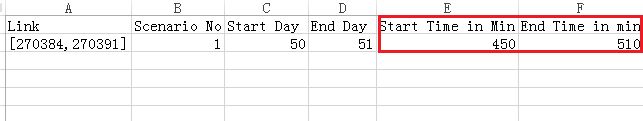 A B C D E F
Link Scenario No Start Day End Day Start Time in Min End Time in min
[270384,270391] 1 50 51 450 510